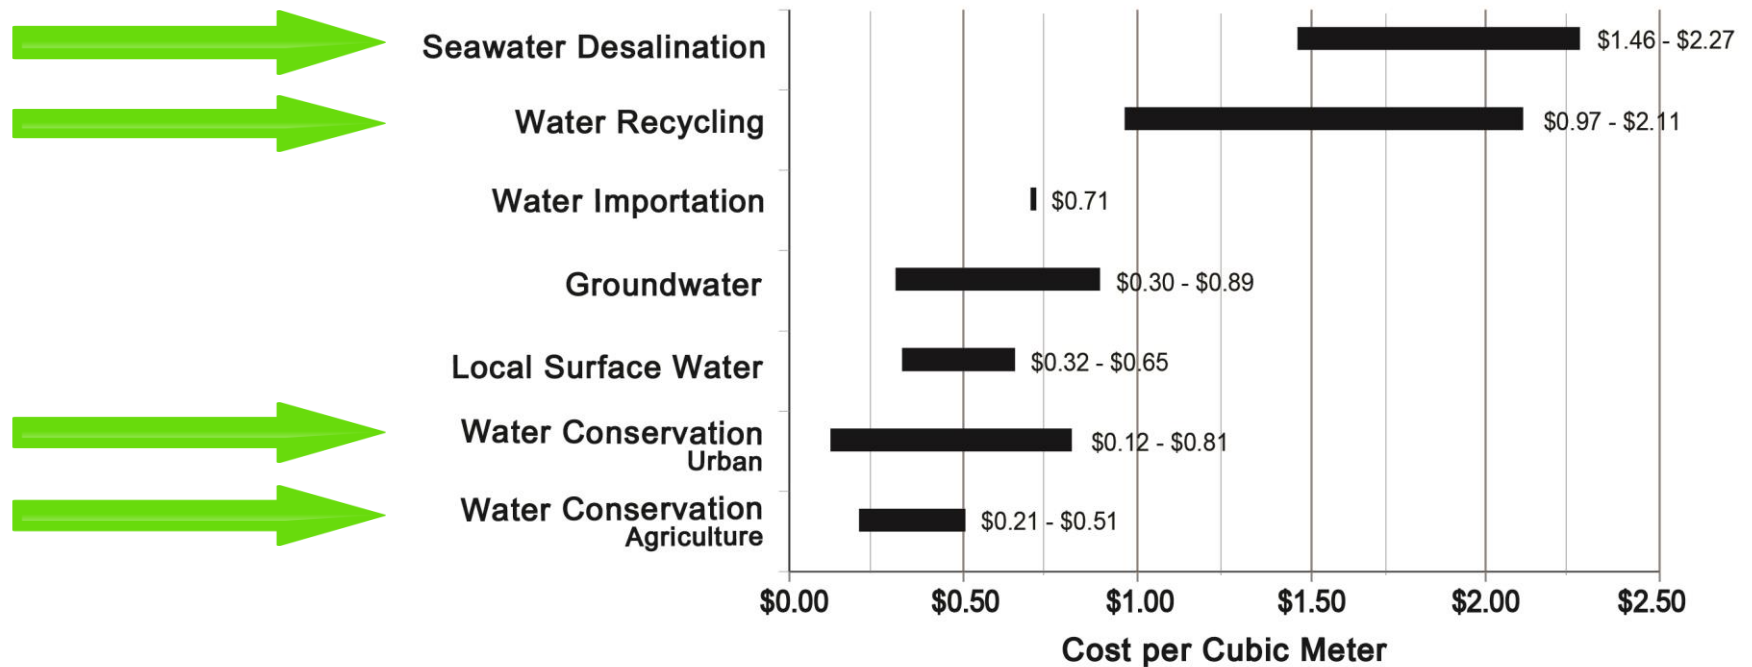 Seawater Desalination
$1.46 - $2.27
Water Recycling
$0.97 - $2.11
Water Importation
$0.71
Groundwater
$0.30 - $0.89
Local Surface Water
$0.32 - $0.65
Water Conservation
Urban
$0.12 - $0.81
Water Conservation
Agriculture
$0.21 - $0.51
$0.00 $0.50 $1.00 $1.50 $2.00 $2.50
Cost per Cubic Meter